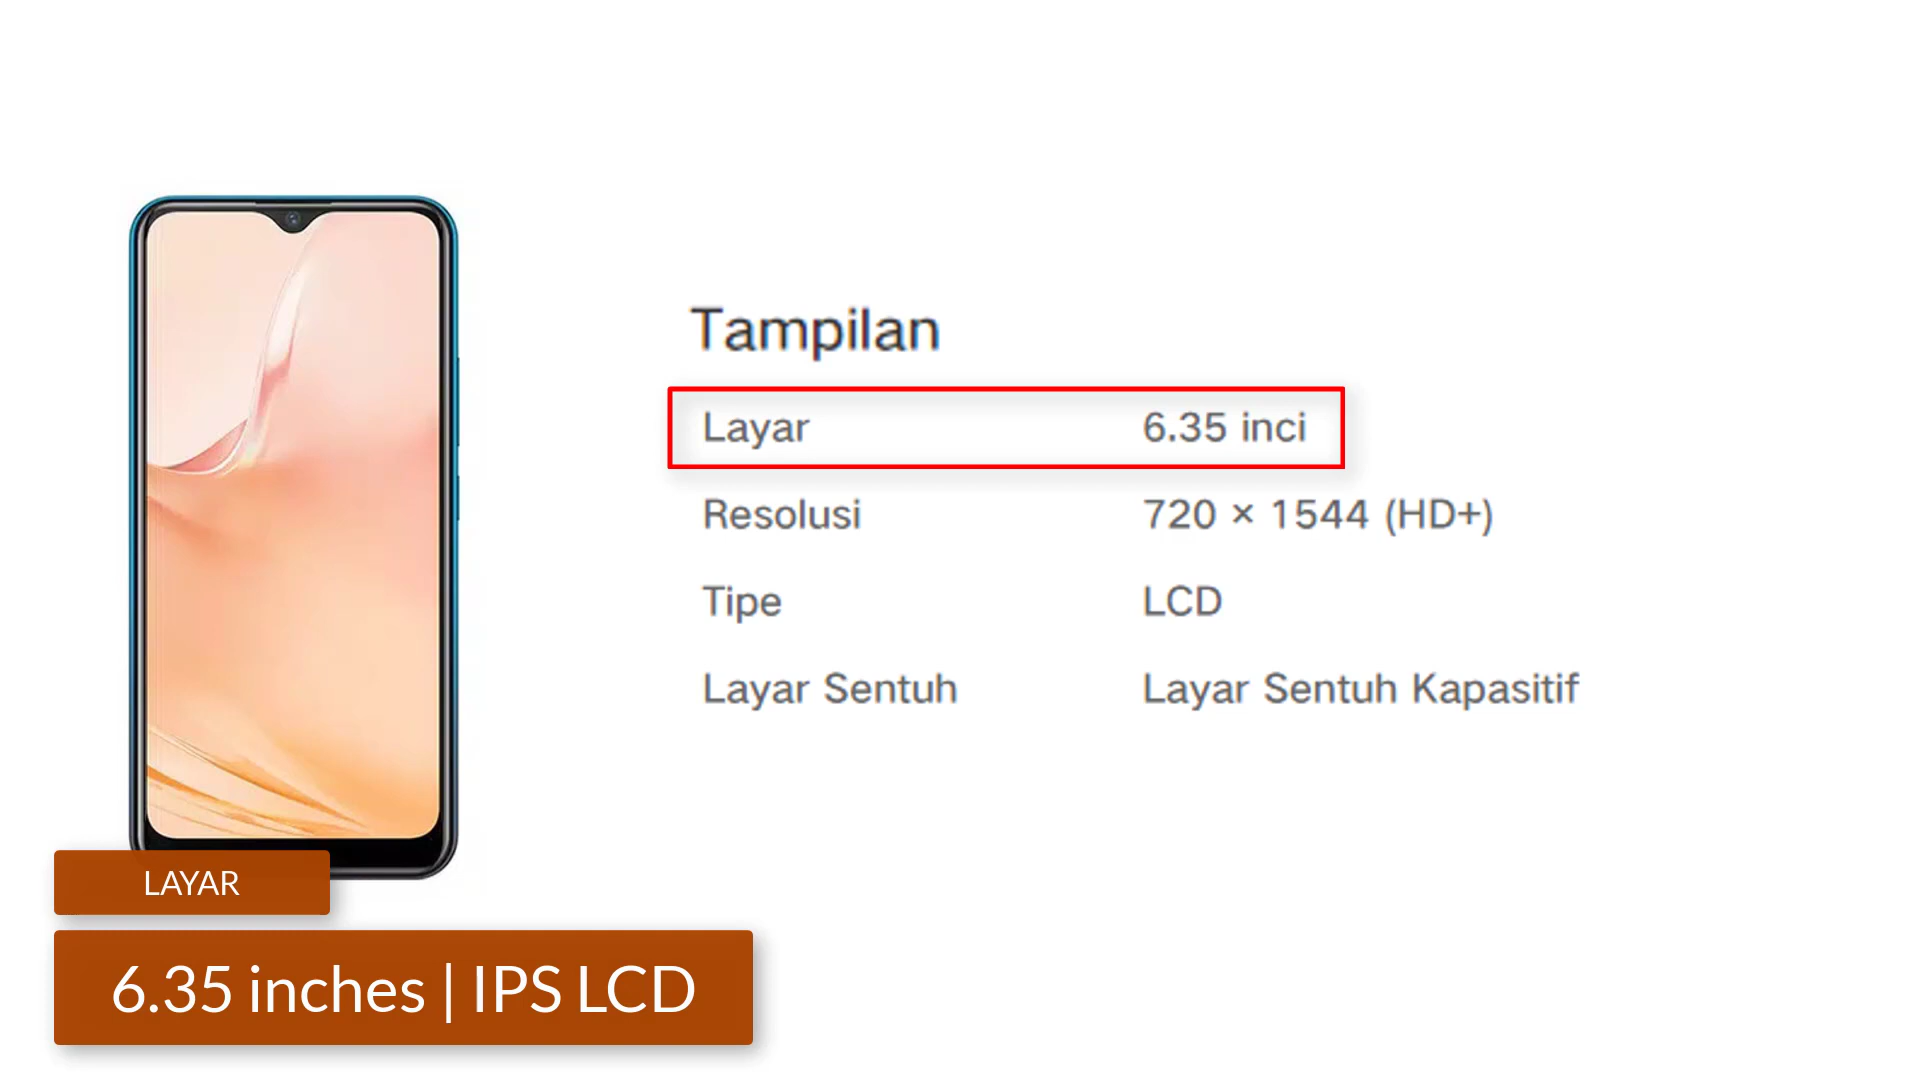 Tampilan
Layar 6.35 inci
Resolusi 720 × 1544 (HD+)
Tipe LCD
Layar Sentuh Layar Sentuh Kapasitif
LAYAR
6.35 inches | IPS LCD